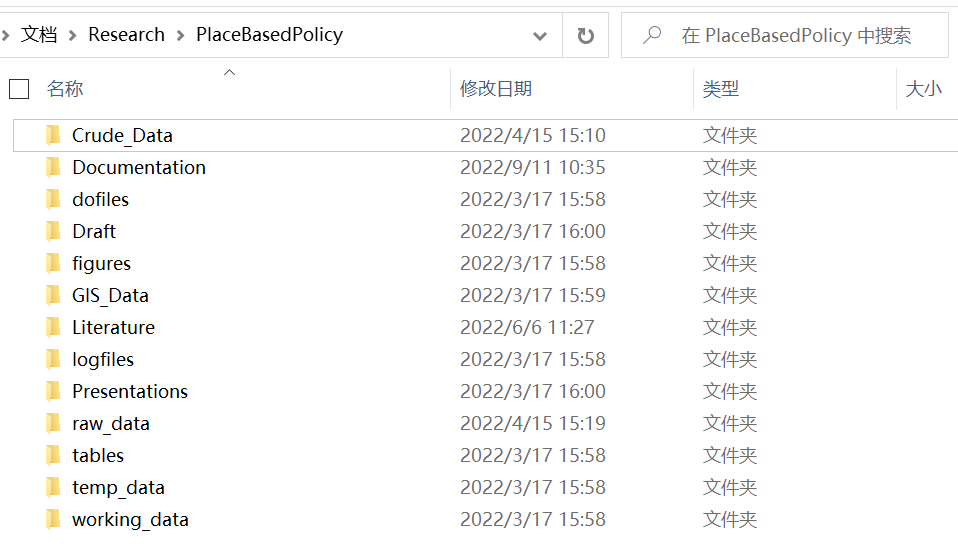 文档 Research PlaceBasedPolicy 在 PlaceBasedPolicy 中搜索
名称 修改日期 类型 大小
Crude_Data 2022/4/15 15:10 文件夹
Documentation 2022/9/11 10:35 文件夹
dofiles 2022/3/17 15:58 文件夹
Draft 2022/3/17 16:00 文件夹
figures 2022/3/17 15:58 文件夹
GIS_Data 2022/3/17 15:59 文件夹
Literature 2022/6/6 11:27 文件夹
logfiles 2022/3/17 15:58 文件夹
Presentations 2022/3/17 16:00 文件夹
raw_data 2022/4/15 15:19 文件夹
tables 2022/3/17 15:58 文件夹
temp_data 2022/3/17 15:58 文件夹
working_data 2022/3/17 15:58 文件夹